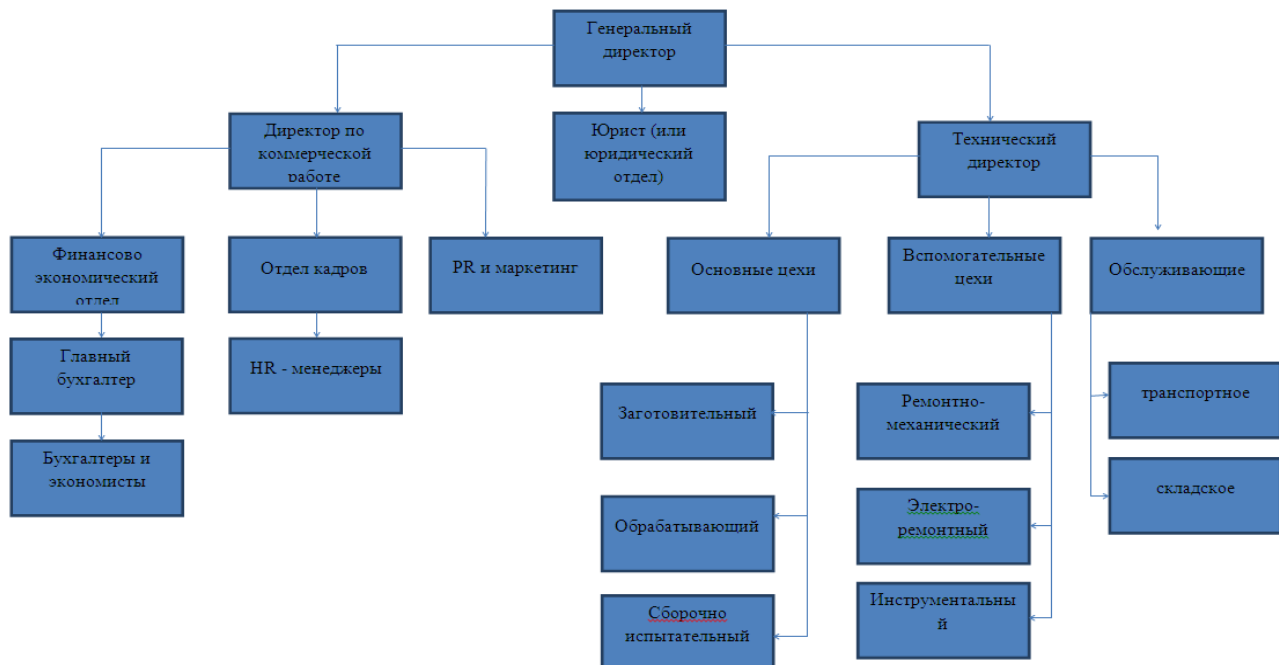 Генеральный
директор
Директор по
коммерческой
работе
Юрист (или
юридический
отдел)
Технический
директор
Финансово
экономический
отдел
Отдел кадров
PR и маркетинг
Основные цехи
Вспомогательные
цехи
Обслуживающие
Главный
бухгалтер
HR - менеджеры
Заготовительный
Ремонтно-
механический
транспортное
Бухгалтеры и
экономисты
складское
Обрабатывающий
Электро-
ремонтный
Сборочно
испытательный
Инструментальны
й